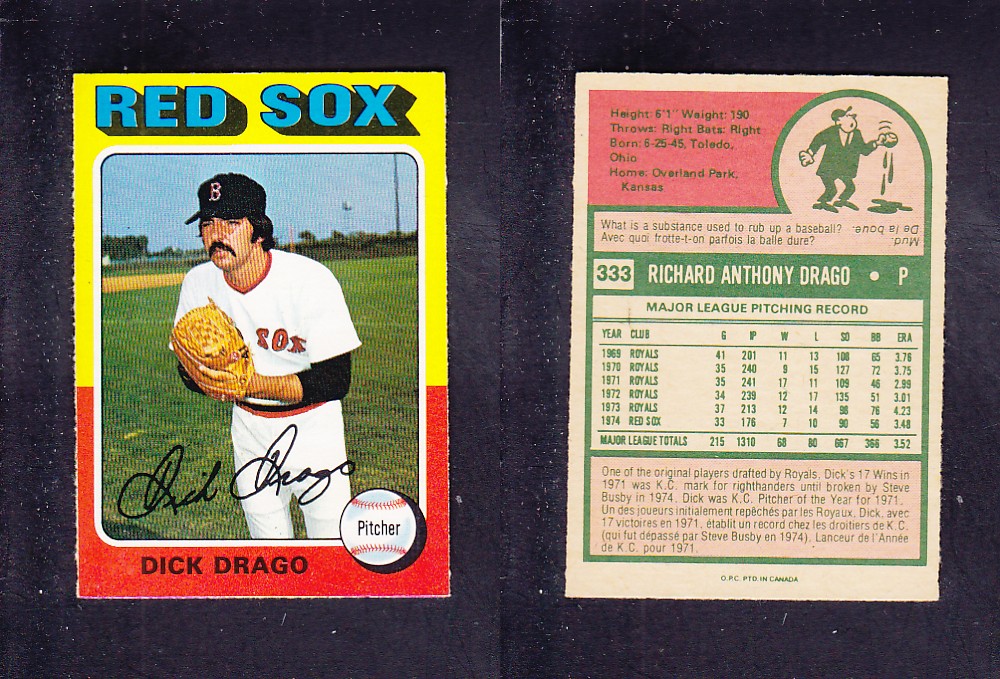 RED SOX
B
SOX
Dick Drago
Pitcher
DICK DRAGO
Height: 6'1" Weight: 190
Throws: Right Bats: Right
Born: 6-25-45, Toledo,
Ohio
Home: Overland Park,
Kansas
What is a substance used to rub up a baseball?
Avec quoi frotte-t-on parfois la balle dure?
Mud.
De la boue.
333 RICHARD ANTHONY DRAGO • P
MAJOR LEAGUE PITCHING RECORD
YEAR CLUB G IP W L SO BB ERA
1969 ROYALS 41 201 11 13 108 65 3.76
1970 ROYALS 35 240 9 15 127 72 3.75
1971 ROYALS 35 241 17 11 109 46 2.99
1972 ROYALS 34 239 12 17 135 51 3.01
1973 ROYALS 37 213 12 14 98 76 4.23
1974 RED SOX 33 176 7 10 90 56 3.48
MAJOR LEAGUE TOTALS 215 1310 68 80 667 366 3.52
One of the original players drafted by Royals, Dick's 17 Wins in
1971 was K.C. mark for righthanders until broken by Steve
Busby in 1974. Dick was K.C. Pitcher of the Year for 1971.
Un des joueurs initialement repêchés par les Royaux, Dick, avec
17 victoires en 1971, établit un record chez les droitiers de K.C.
(qui fut dépassé par Steve Busby en 1974). Lanceur de l'Année
de K.C. pour 1971.
O.P.C. PTD. IN CANADA